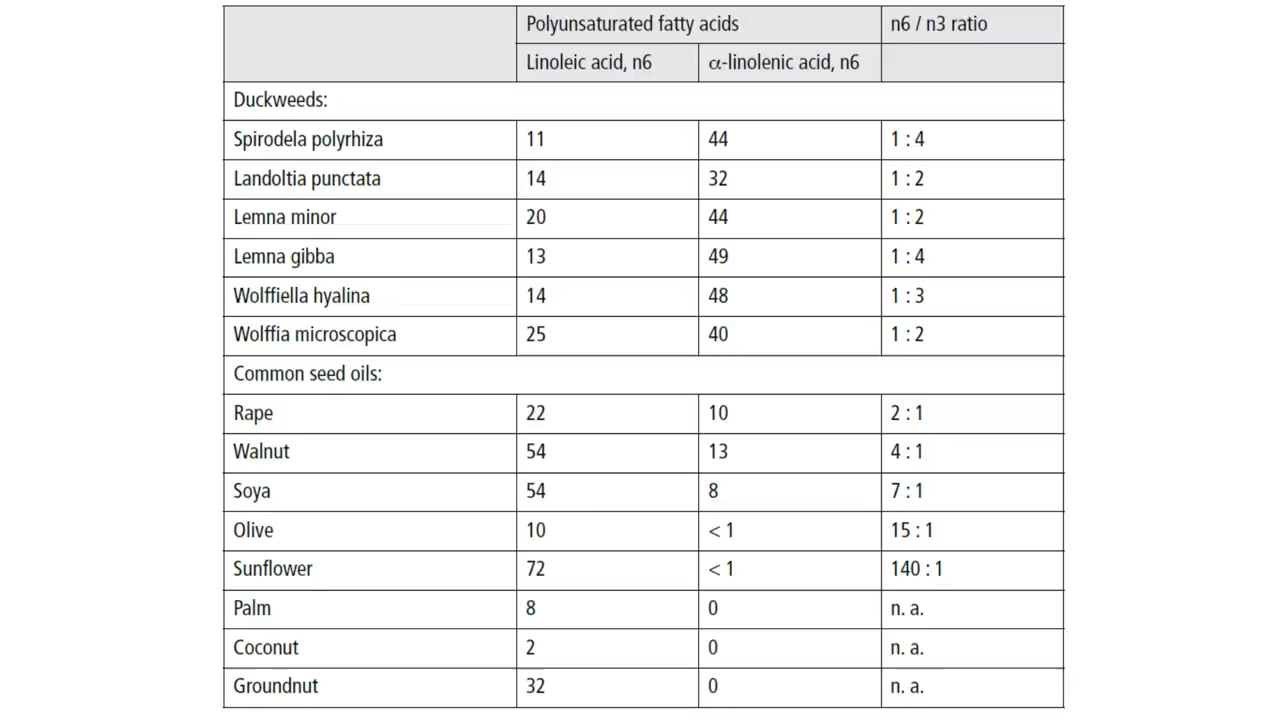 Polyunsaturated fatty acids n6 / n3 ratio
Linoleic acid, n6 α-linolenic acid, n6
Duckweeds:
Spirodela polyrhiza 11 44 1 : 4
Landoltia punctata 14 32 1 : 2
Lemna minor 20 44 1 : 2
Lemna gibba 13 49 1 : 4
Wolffiella hyalina 14 48 1 : 3
Wolffia microscopica 25 40 1 : 2
Common seed oils:
Rape 22 10 2 : 1
Walnut 54 13 4 : 1
Soya 54 8 7 : 1
Olive 10 < 1 15 : 1
Sunflower 72 < 1 140 : 1
Palm 8 0 n. a.
Coconut 2 0 n. a.
Groundnut 32 0 n. a.